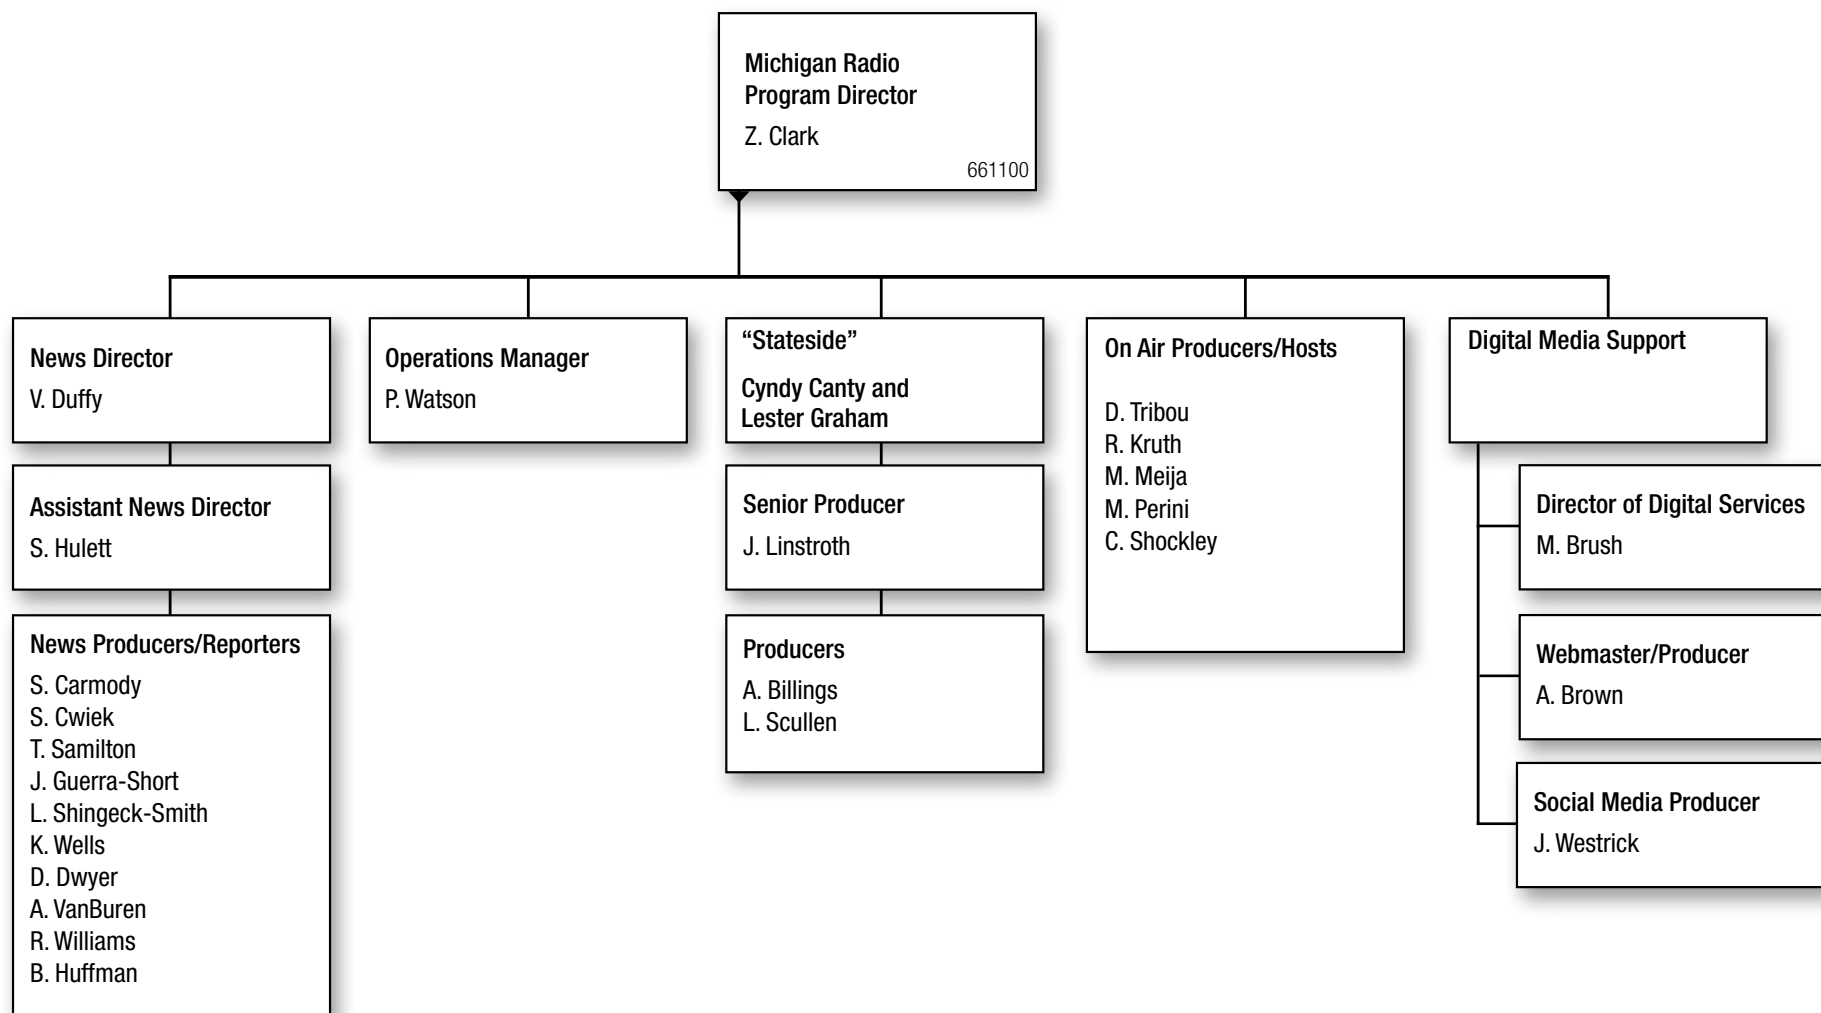 Michigan Radio
Program Director
Z. Clark
661100
News Director
V. Duffy
Assistant News Director
S. Hulett
News Producers/Reporters
S. Carmody
S. Cwiek
T. Samilton
J. Guerra-Short
L. Shingeck-Smith
K. Wells
D. Dwyer
A. VanBuren
R. Williams
B. Huffman
Operations Manager
P. Watson
“Stateside”
Cyndy Canty and
Lester Graham
Senior Producer
J. Linstroth
Producers
A. Billings
L. Scullen
On Air Producers/Hosts
D. Tribou
R. Kruth
M. Meija
M. Perini
C. Shockley
Digital Media Support
Director of Digital Services
M. Brush
Webmaster/Producer
A. Brown
Social Media Producer
J. Westrick